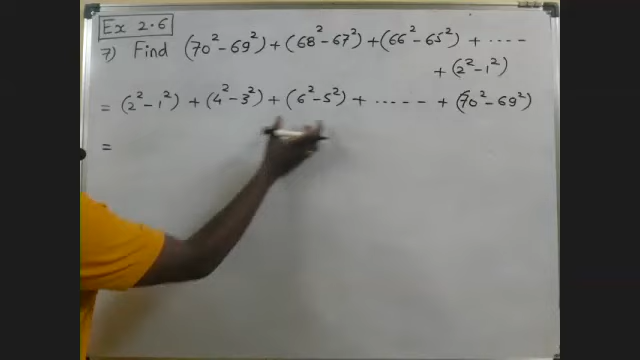 Ex 2.6
7) Find (70² - 69²) + (68² - 67²) + (66² - 65²) + ....
+ (2² - 1²)
= (2² - 1²) + (4² - 3²) + (6² - 5²) + ..... + (70² - 69²)
=